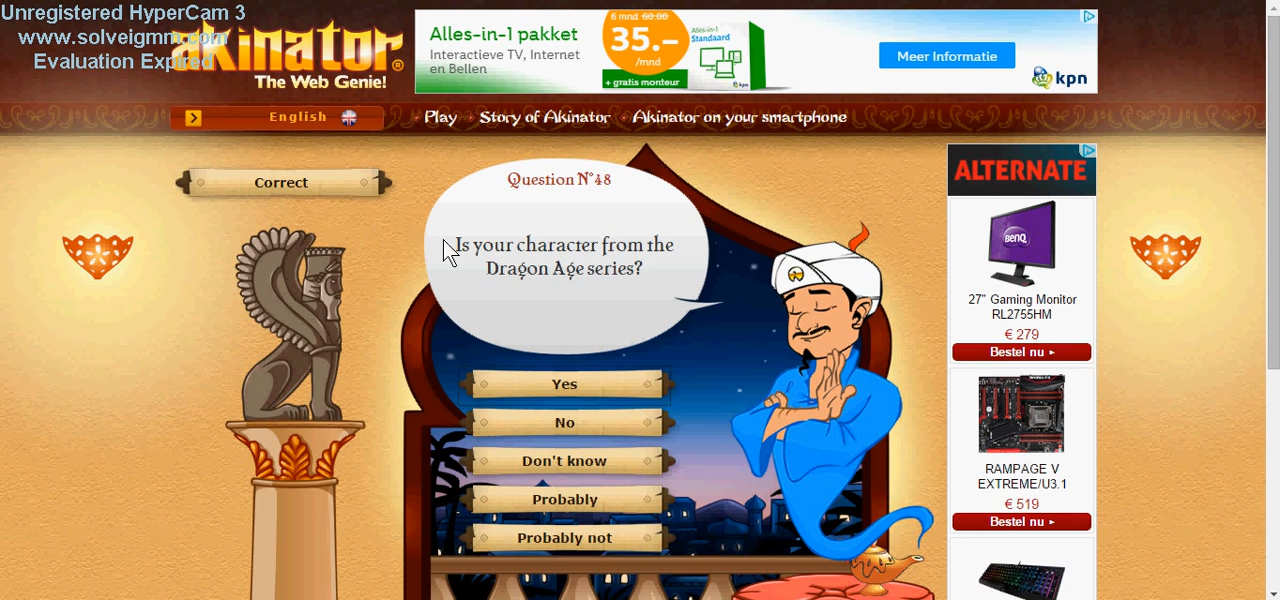 Unregistered HyperCam 3
www.solveigmm.com
Evaluation Expired
akinator®
The Web Genie!
Alles-in-1 pakket
Interactieve TV, Internet
en Bellen
6 mnd 60.00
35.-
/mnd
+ gratis monteur
Alles-in-1
Standaard
Meer Informatie
kpn
English
Play
Story of Akinator
Akinator on your smartphone
Correct
Question N°48
Is your character from the
Dragon Age series?
Yes
No
Don't know
Probably
Probably not
ALTERNATE
BenQ
27" Gaming Monitor
RL2755HM
€ 279
Bestel nu
RAMPAGE V
EXTREME/U3.1
€ 519
Bestel nu